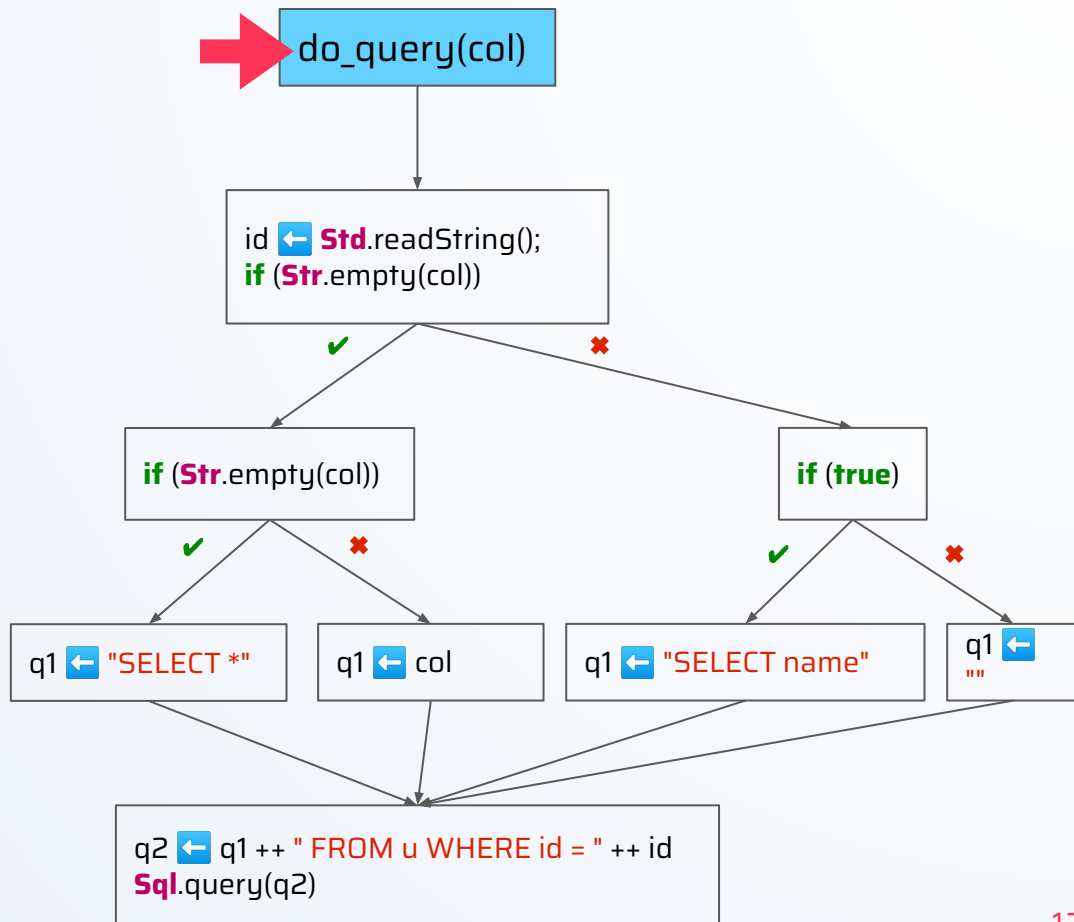 do_query(col)
id ⬅ Std.readString();
if (Str.empty(col))
✔
✖
if (Str.empty(col))
if (true)
✔
✖
✔
✖
q1 ⬅ "SELECT *"
q1 ⬅ col
q1 ⬅ "SELECT name"
q1 ⬅
""
q2 ⬅ q1 ++ " FROM u WHERE id = " ++ id
Sql.query(q2)